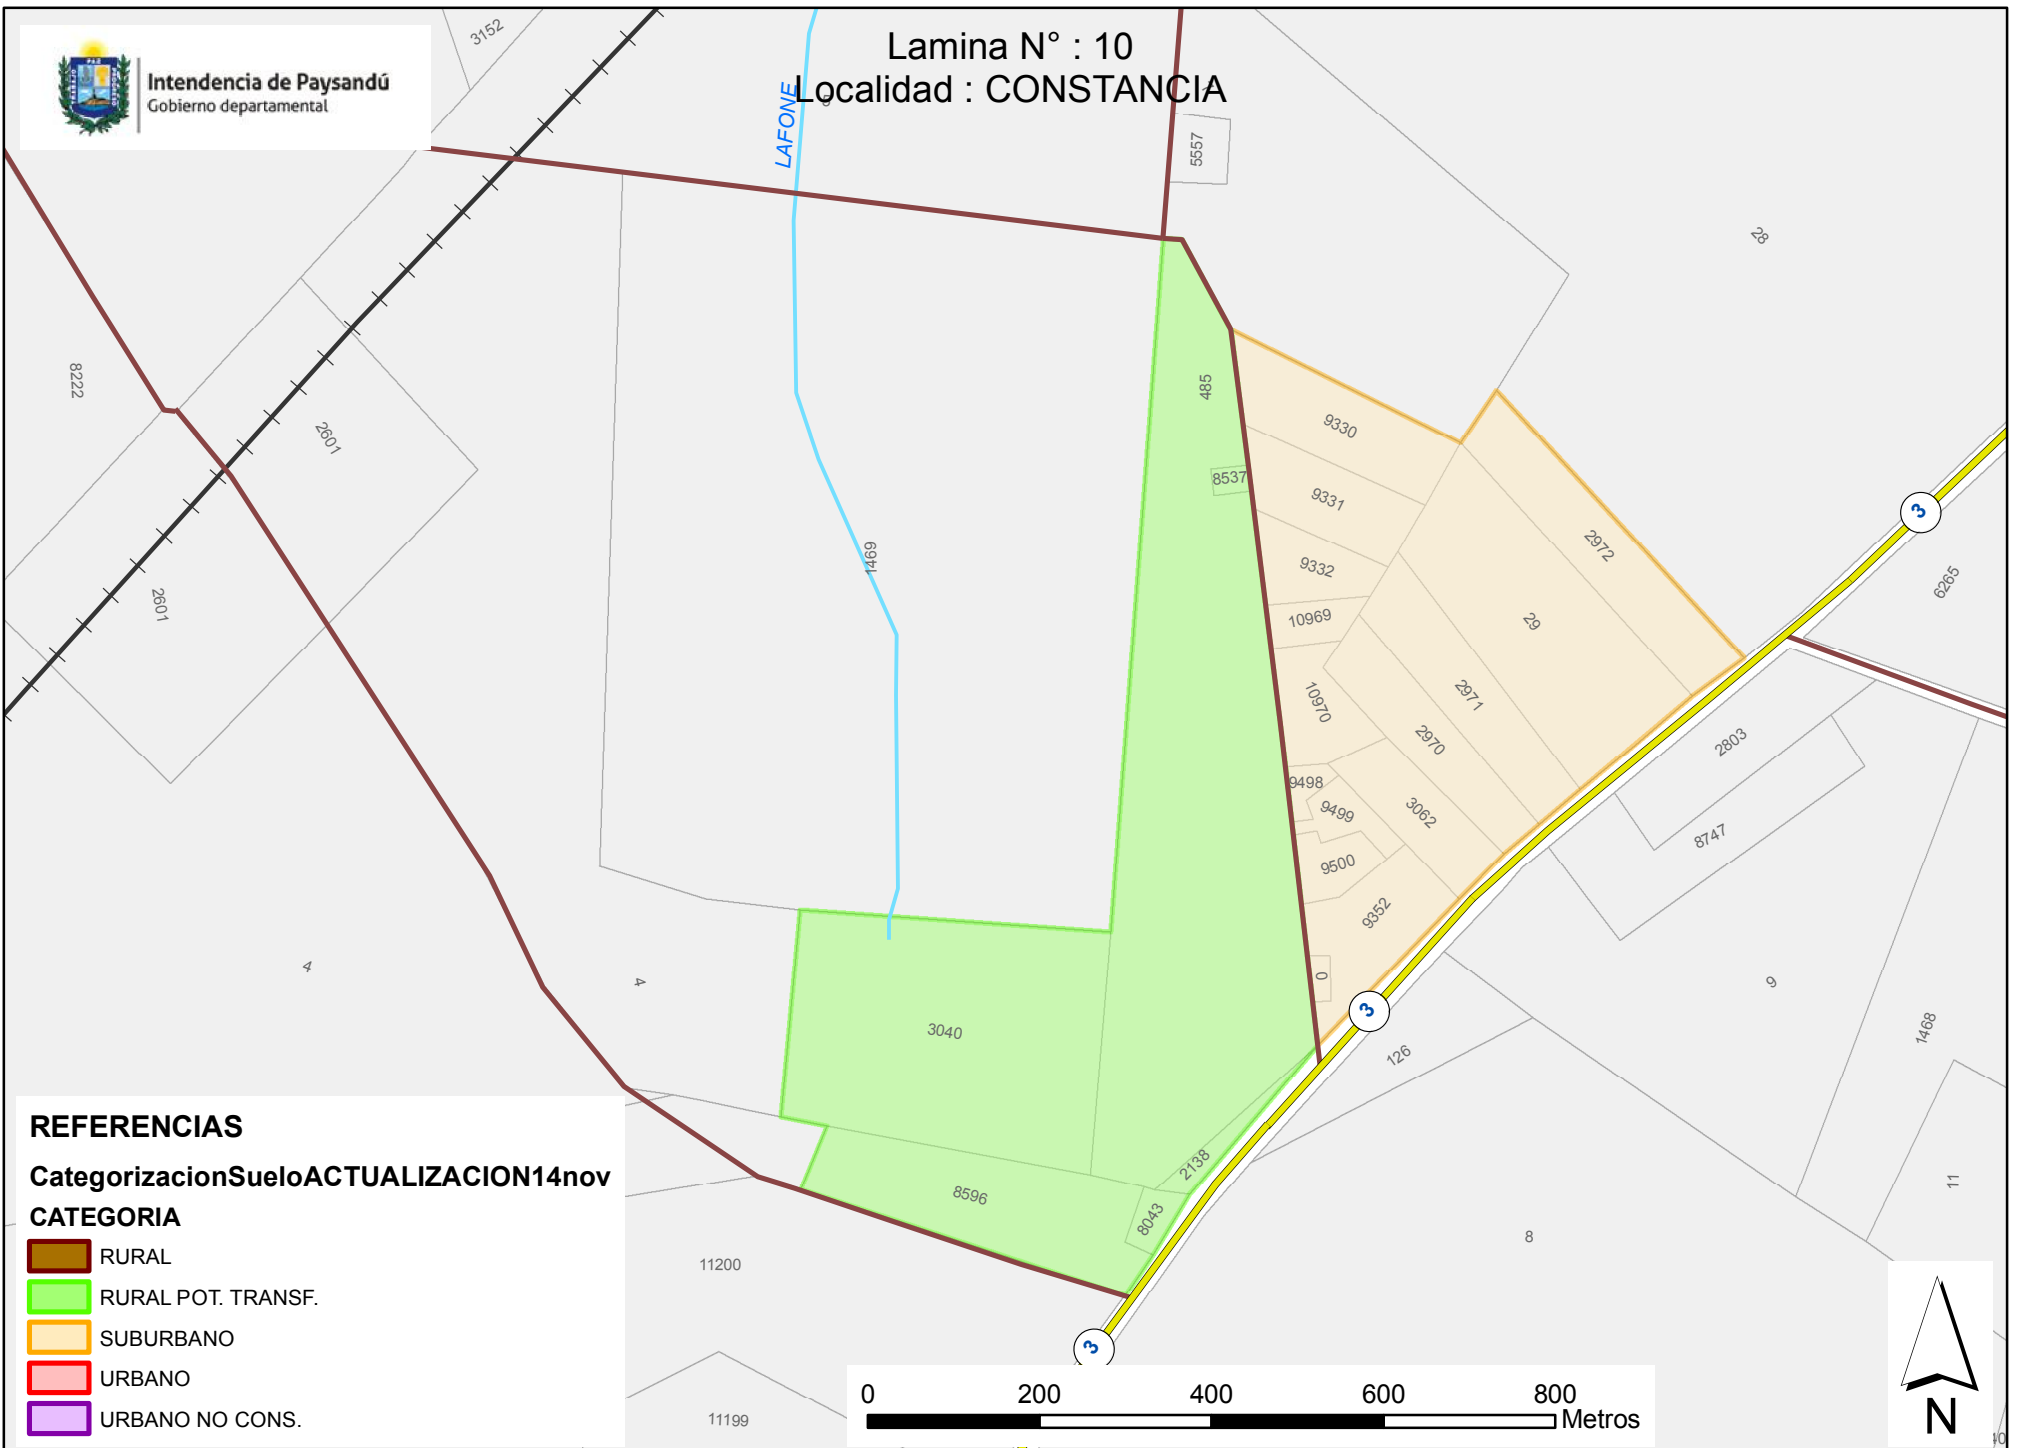 Lamina N° : 10
Localidad : CONSTANCIA
Intendencia de Paysandú
Gobierno departamental
3152
LAFONE
5557
28
8222
2601
2601
485
9330
8537
9331
9332
10969
10970
2972
29
2971
2970
3062
9498
9499
9500
9352
0
1469
3
6265
2803
8747
9
1468
11
3
126
4
4
3040
2138
8596
8043
8
11200
11199
3
REFERENCIAS
CategorizacionSueloACTUALIZACION14nov
CATEGORIA
RURAL
RURAL POT. TRANSF.
SUBURBANO
URBANO
URBANO NO CONS.
0 200 400 600 800
Metros
N